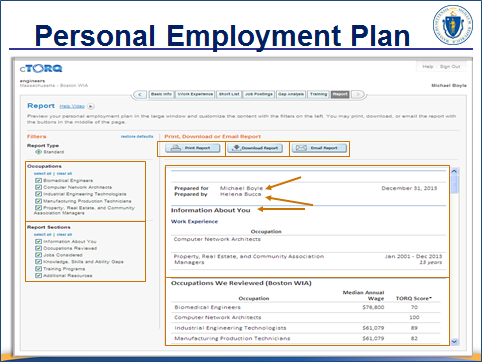 Personal Employment Plan
cTORQ
Help Sign Out
engineers
Massachusetts - Boston WIA
Michael Boyle
Basic Info Work Experience Short List Job Postings Gap Analysis Training Report
Report Help Video
Preview your personal employment plan in the large window and customize the content with the filters on the left. You may print, download, or email the report with the buttons in the middle of the page.
Filters restore defaults
Report Type
Standard
Occupations
select all | clear all
Biomedical Engineers
Computer Network Architects
Industrial Engineering Technologists
Manufacturing Production Technicians
Property, Real Estate, and Community
Association Managers
Report Sections
select all | clear all
Information About You
Occupations Reviewed
Jobs Considered
Knowledge, Skills and Ability Gaps
Training Programs
Additional Resources
Print, Download or Email Report
Print Report Download Report Email Report
Prepared for Michael Boyle December 31, 2013
Prepared by Helene Bucca
Information About You
Work Experience
Occupation
Computer Network Architects
Property, Real Estate, and Community Association Jan 2001 - Dec 2013
Managers 13 years
Occupations We Reviewed (Boston WIA)
Occupation Median Annual Wage TORQ Score*
Biomedical Engineers $76,800 70
Computer Network Architects 100
Industrial Engineering Technologists $61,079 89
Manufacturing Production Technicians $61,079 82